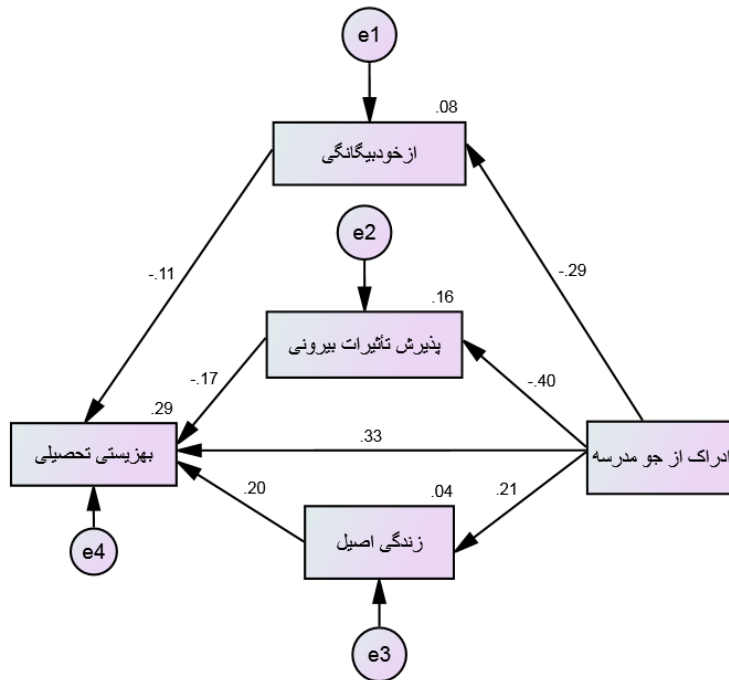 e1
.08
ازخودبیگانگی
e2
-.11
-.29
.16
پذیرش تأثیرات بیرونی
-.17
-.40
.29
بهزیستی تحصیلی
.33
ادراک از جو مدرسه
.20
.04
.21
زندگی اصیل
e4
e3